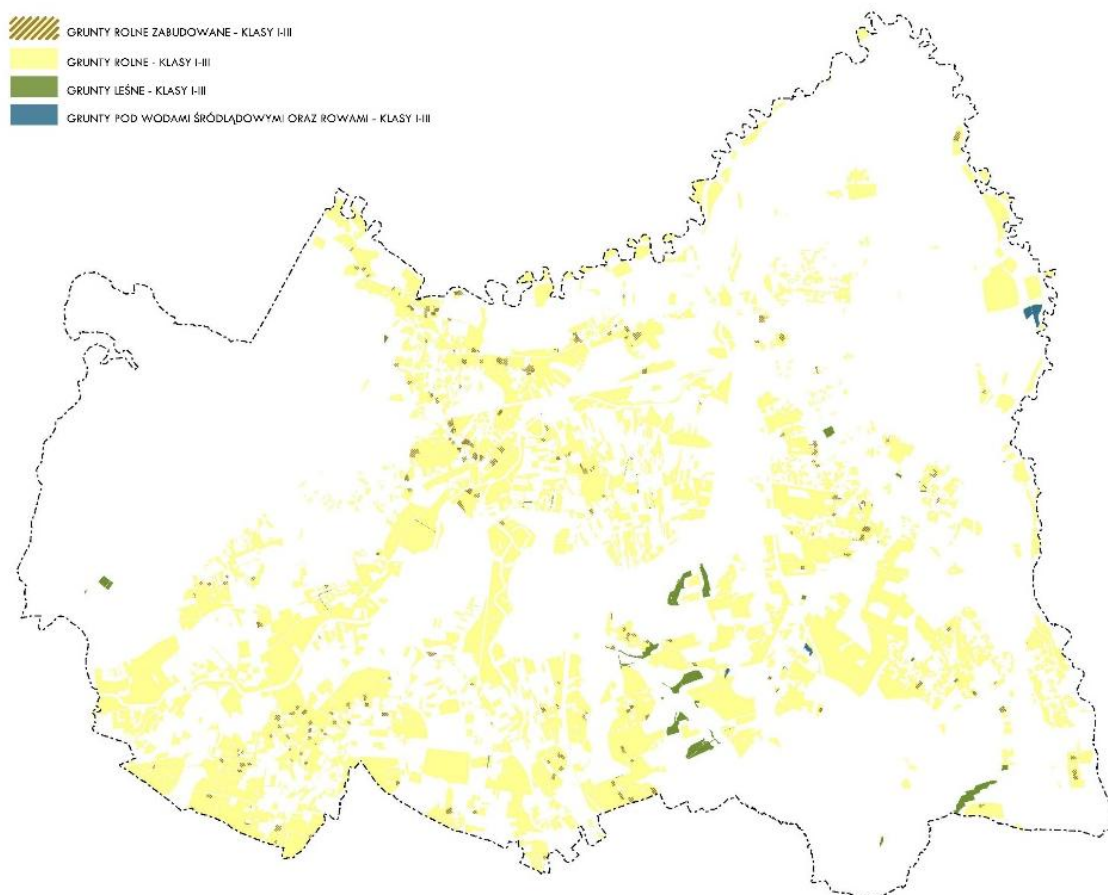 GRUNTY ROLNE ZABUDOWANE - KLASY I-III
GRUNTY ROLNE - KLASY I-III
GRUNTY LEŚNE - KLASY I-III
GRUNTY POD WODAMI ŚRÓDLĄDOWYMI ORAZ ROWAMI - KLASY I-III